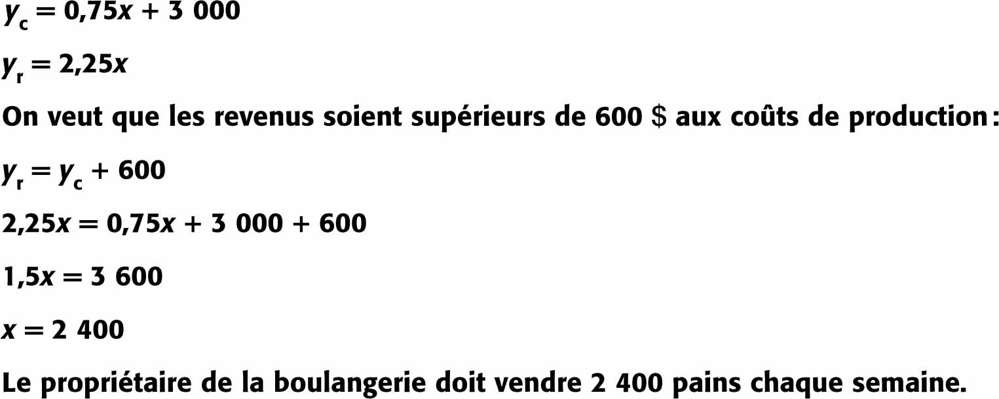 y_c = 0,75x + 3 000
y_r = 2,25x
On veut que les revenus soient supérieurs de 600 $ aux coûts de production :
y_r = y_c + 600
2,25x = 0,75x + 3 000 + 600
1,5x = 3 600
x = 2 400
Le propriétaire de la boulangerie doit vendre 2 400 pains chaque semaine.